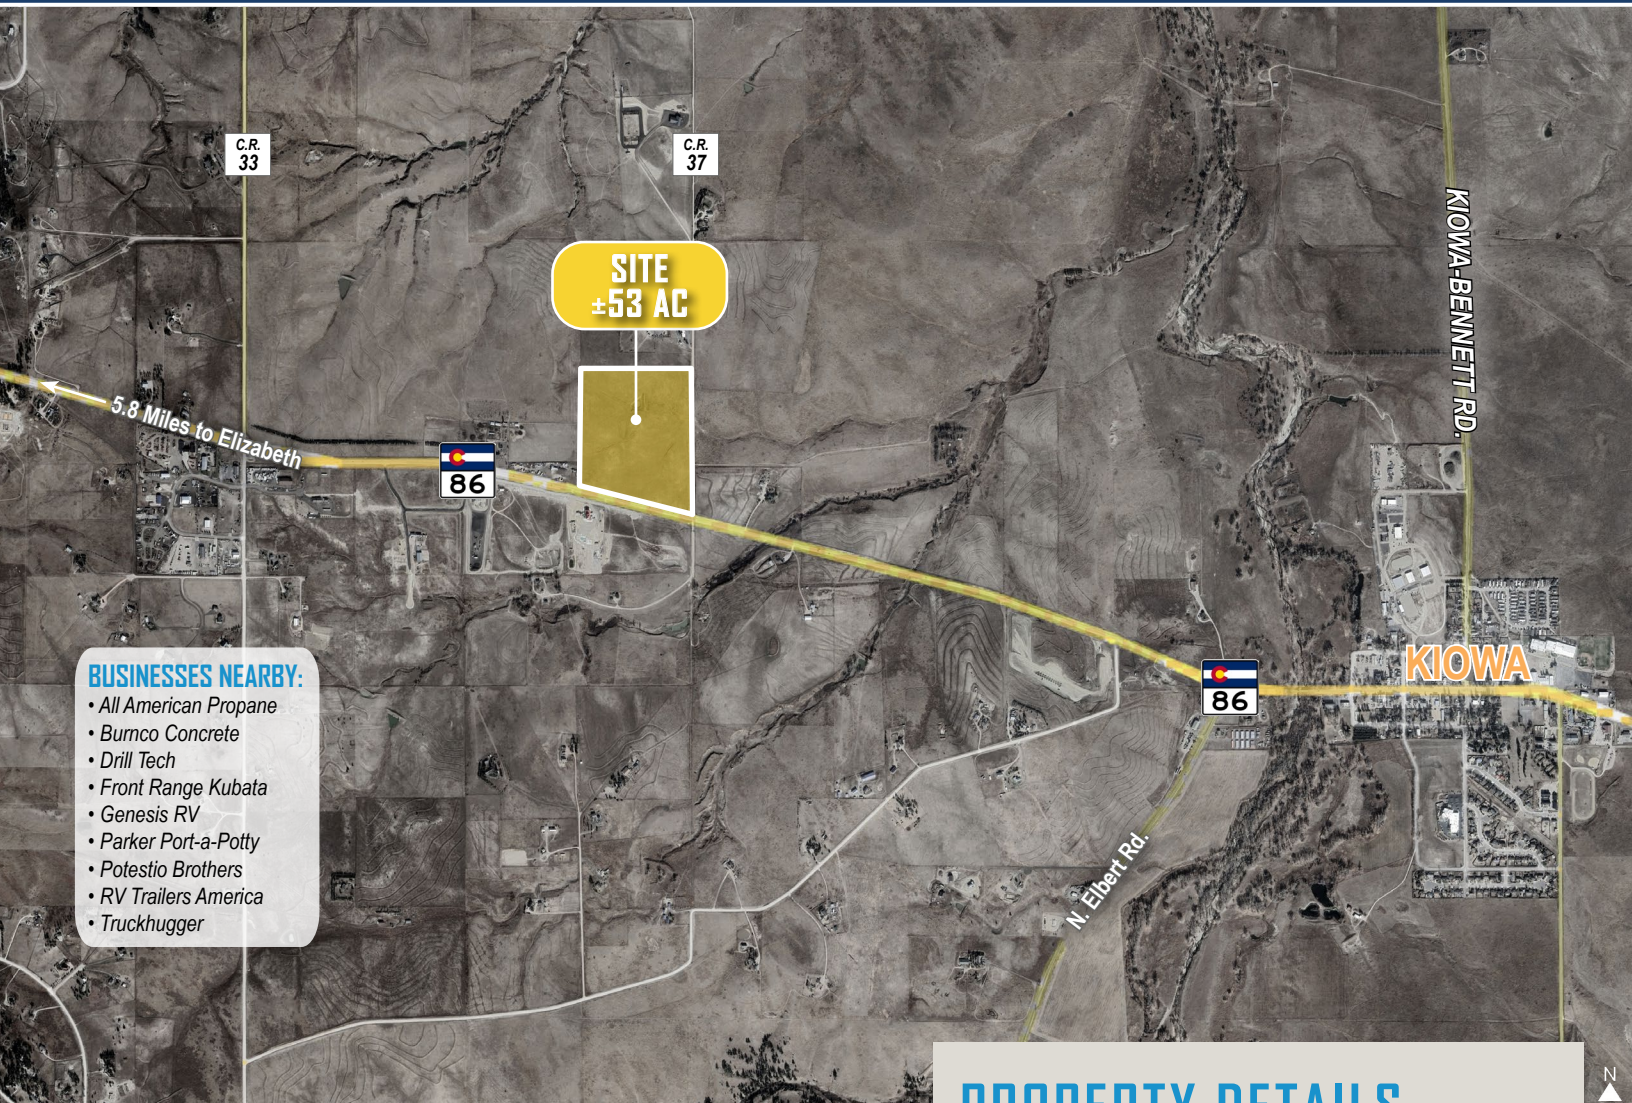 C.R.
33
C.R.
37
KIOWA-BENNETT RD.
SITE
±53 AC
5.8 Miles to Elizabeth
86
KIOWA
86
BUSINESSES NEARBY:
• All American Propane
• Burnco Concrete
• Drill Tech
• Front Range Kubata
• Genesis RV
• Parker Port-a-Potty
• Potestio Brothers
• RV Trailers America
• Truckhugger
N. Elbert Rd.
PROPERTY DETAILS
N